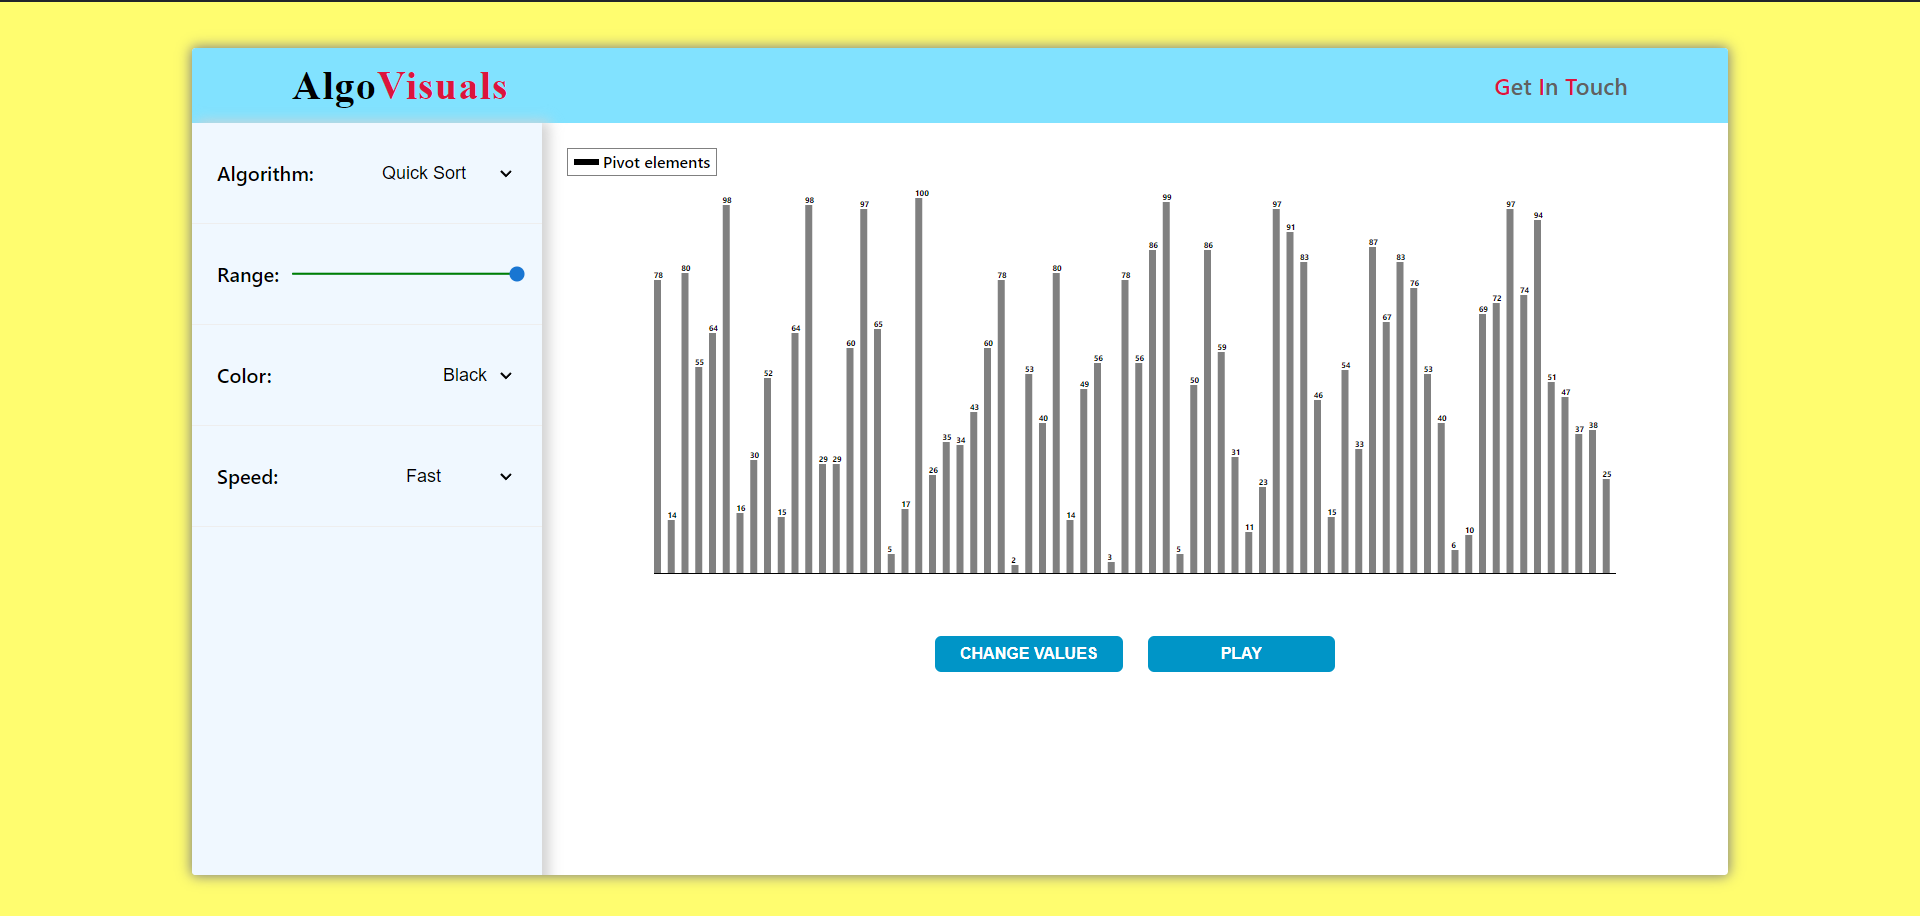 AlgoVisuals
Get In Touch
Algorithm: Quick Sort
Range:
Color: Black
Speed: Fast
Pivot elements
78 14 80 55 64 98 16 30 52 15 64 98 29 29 60 97 65 5 17 100 26 35 34 43 60 78 2 53 40 80 14 49 56 3 78 56 86 99 5 50 86 59 31 11 23 97 91 83 46 15 54 33 87 67 83 76 53 40 6 10 69 72 97 74 94 51 47 37 38 25
CHANGE VALUES
PLAY